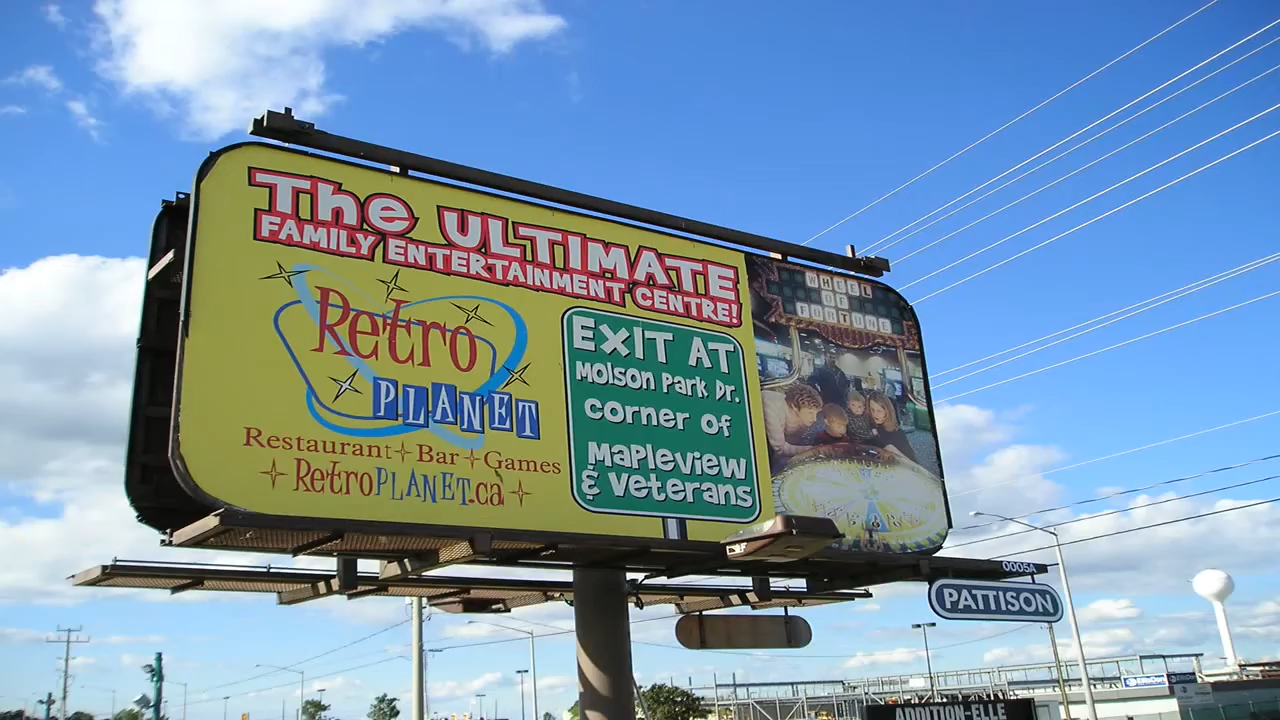 The ULTIMATE
FAMILY ENTERTAINMENT CENTRE!
Retro
PLANET
Restaurant Bar Games
RetroPLANET.ca
EXIT AT
Molson Park Dr.
corner of
Mapleview
& Veterans
WHEEL
OF
FORTUNE
0005A
PATTISON
ADDITION-ELLE